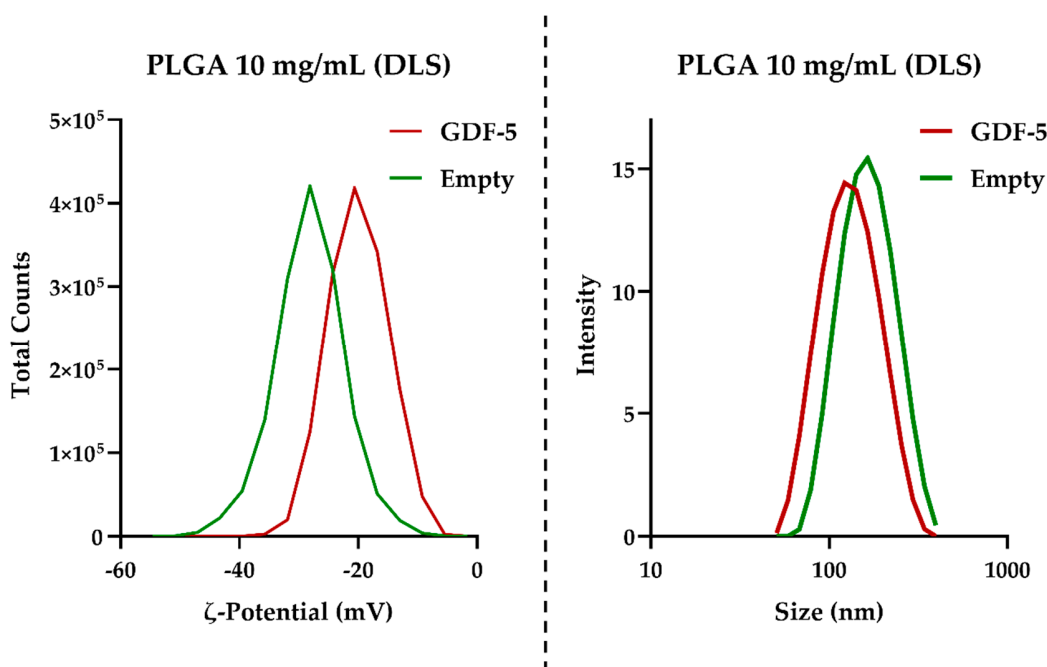 PLGA 10 mg/mL (DLS)
GDF-5
Empty
5×10⁵
4×10⁵
3×10⁵
2×10⁵
1×10⁵
0
Total Counts
-60
-40
-20
0
ζ-Potential (mV)
PLGA 10 mg/mL (DLS)
GDF-5
Empty
15
10
5
0
Intensity
10
100
1000
Size (nm)